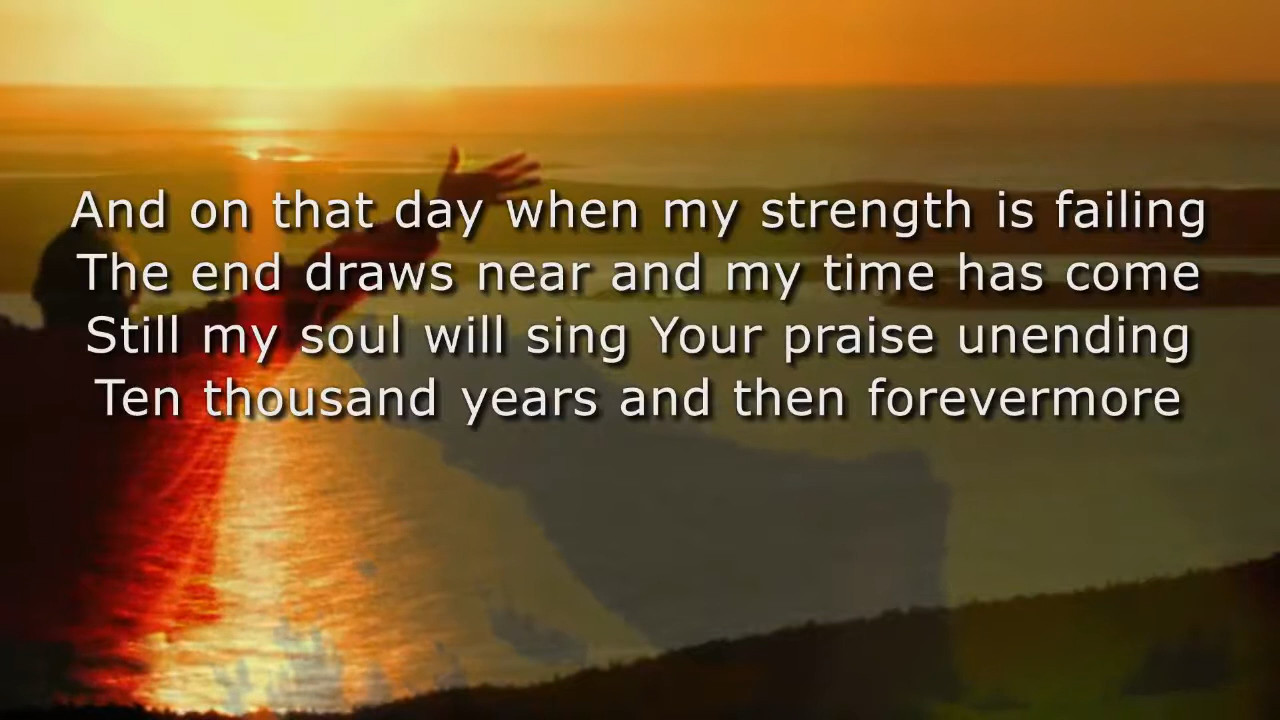 And on that day when my strength is failing
The end draws near and my time has come
Still my soul will sing Your praise unending
Ten thousand years and then forevermore